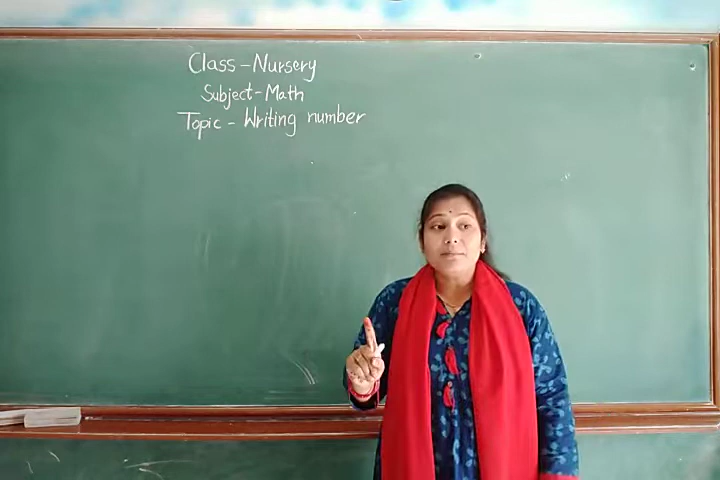 Class - Nursery
Subject - Math
Topic - Writing number